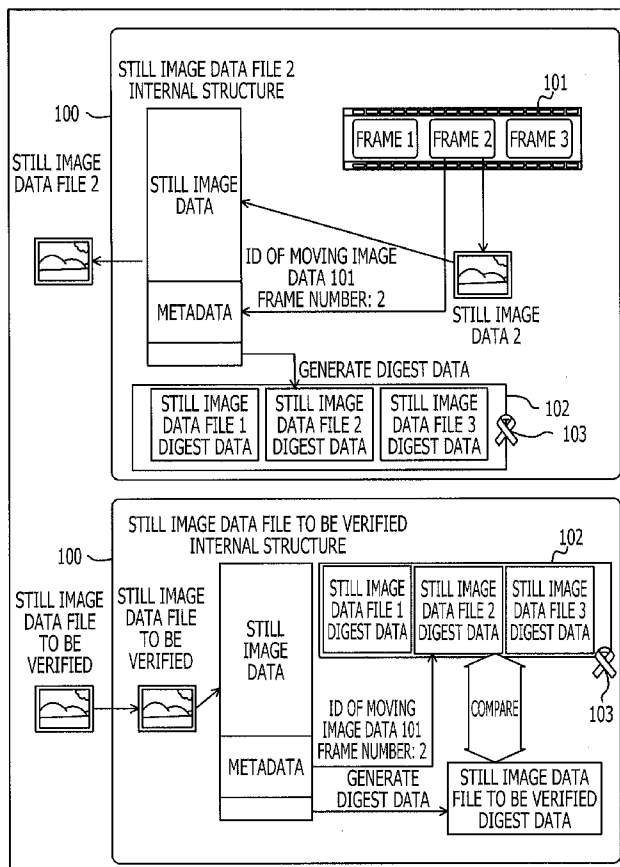 STILL IMAGE DATA FILE 2
INTERNAL STRUCTURE
100
101
FRAME 1
FRAME 2
FRAME 3
STILL IMAGE
DATA FILE 2
STILL IMAGE
DATA
ID OF MOVING IMAGE
DATA 101
FRAME NUMBER: 2
METADATA
STILL IMAGE
DATA 2
GENERATE DIGEST DATA
STILL IMAGE
DATA FILE 1
DIGEST DATA
STILL IMAGE
DATA FILE 2
DIGEST DATA
STILL IMAGE
DATA FILE 3
DIGEST DATA
102
103
STILL IMAGE DATA FILE TO BE VERIFIED
INTERNAL STRUCTURE
100
102
STILL IMAGE
DATA FILE
TO BE
VERIFIED
STILL IMAGE
DATA FILE
TO BE
VERIFIED
STILL
IMAGE
DATA
STILL IMAGE
DATA FILE 1
DIGEST DATA
STILL IMAGE
DATA FILE 2
DIGEST DATA
STILL IMAGE
DATA FILE 3
DIGEST DATA
103
ID OF MOVING
IMAGE DATA 101
FRAME NUMBER: 2
COMPARE
METADATA
GENERATE
DIGEST DATA
STILL IMAGE DATA
FILE TO BE VERIFIED
DIGEST DATA